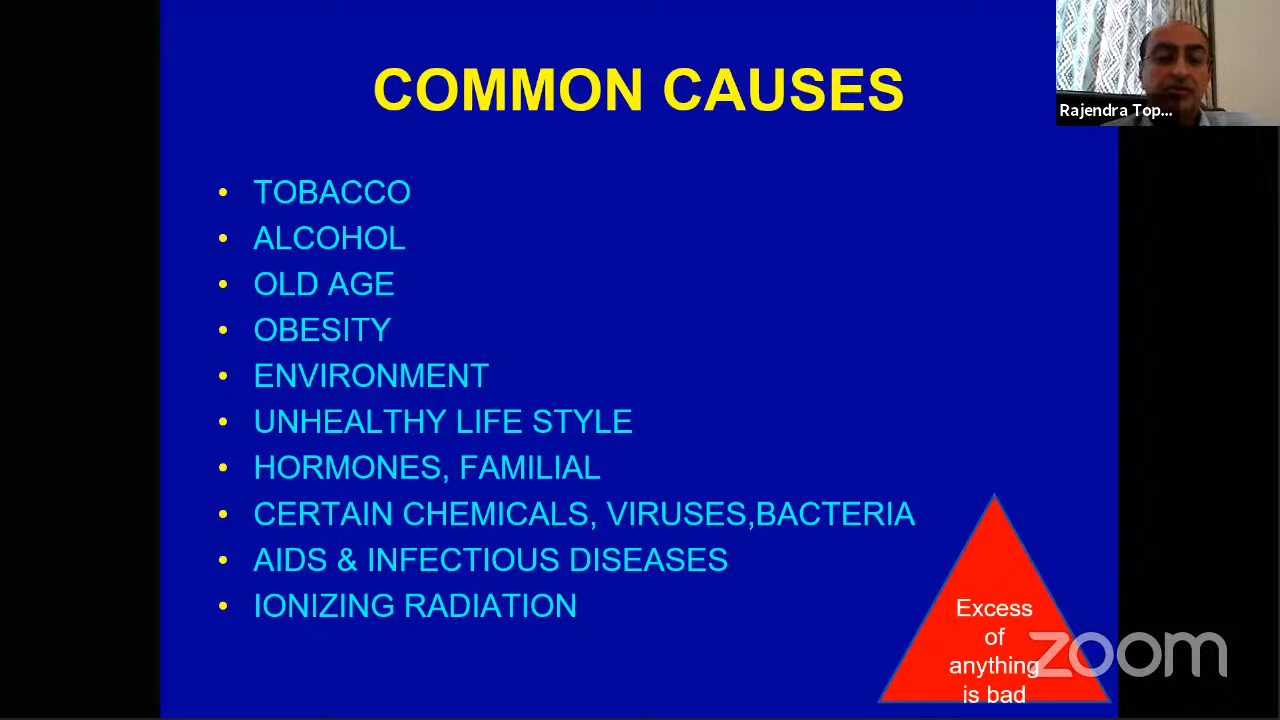 COMMON CAUSES
Rajendra Top...
• TOBACCO
• ALCOHOL
• OLD AGE
• OBESITY
• ENVIRONMENT
• UNHEALTHY LIFE STYLE
• HORMONES, FAMILIAL
• CERTAIN CHEMICALS, VIRUSES,BACTERIA
• AIDS & INFECTIOUS DISEASES
• IONIZING RADIATION
Excess
of
anything
is bad
zoom